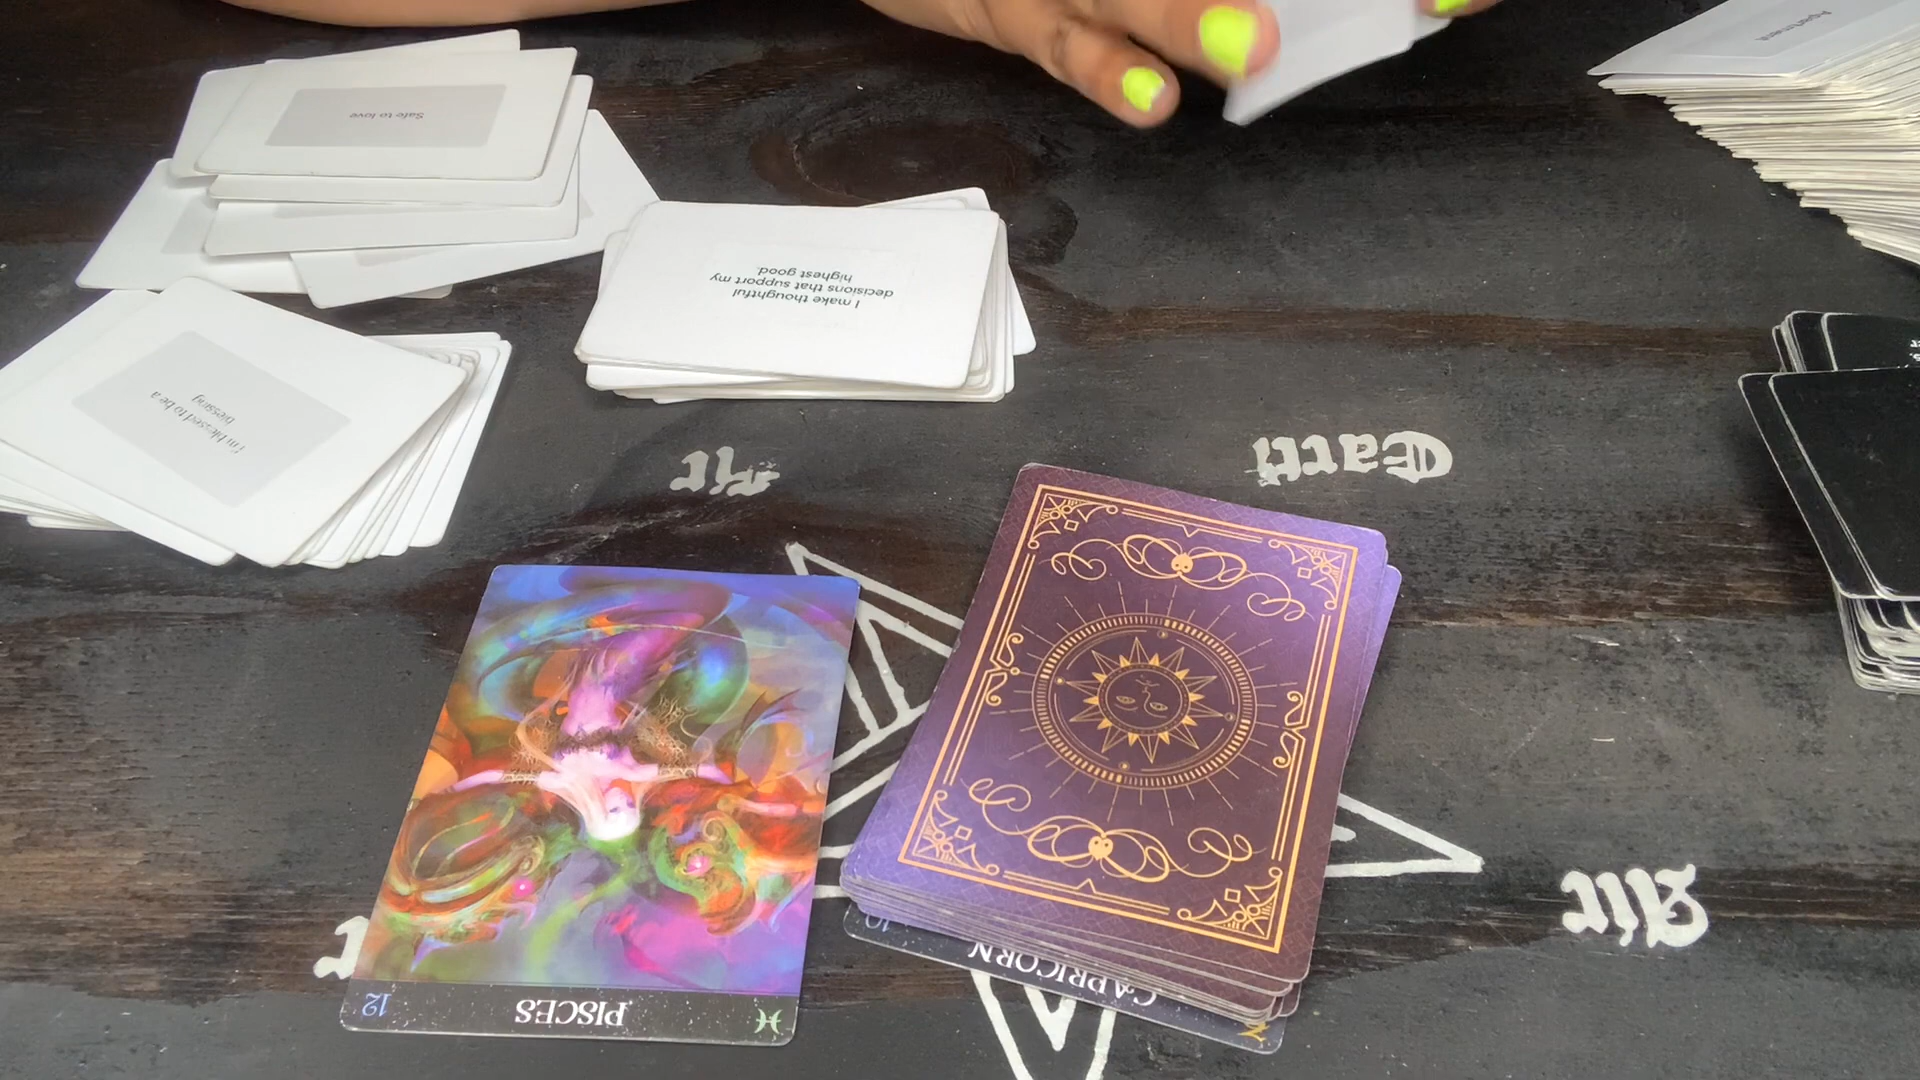 Apartment
Safe to love
I make thoughtful
decisions that support my
highest good.
I'm blessed to be a
blessing
Air
Earth
Air
PISCES
12
CAPRICORN
10